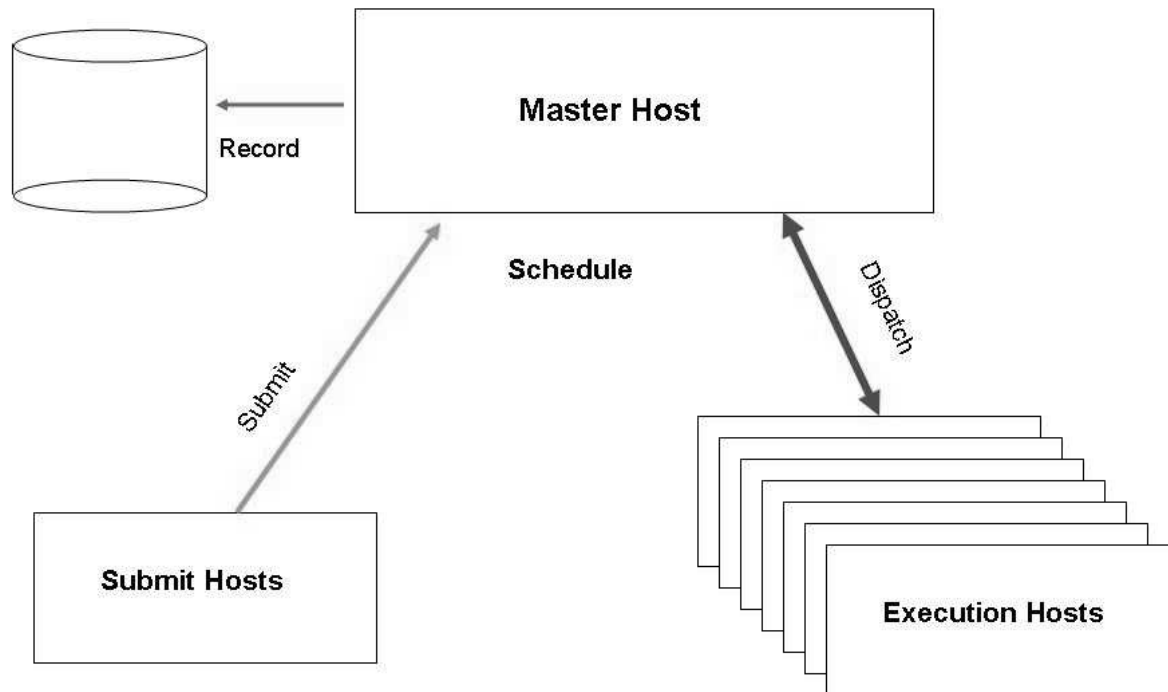 Master Host
Record
Schedule
Dispatch
Submit
Submit Hosts
Execution Hosts